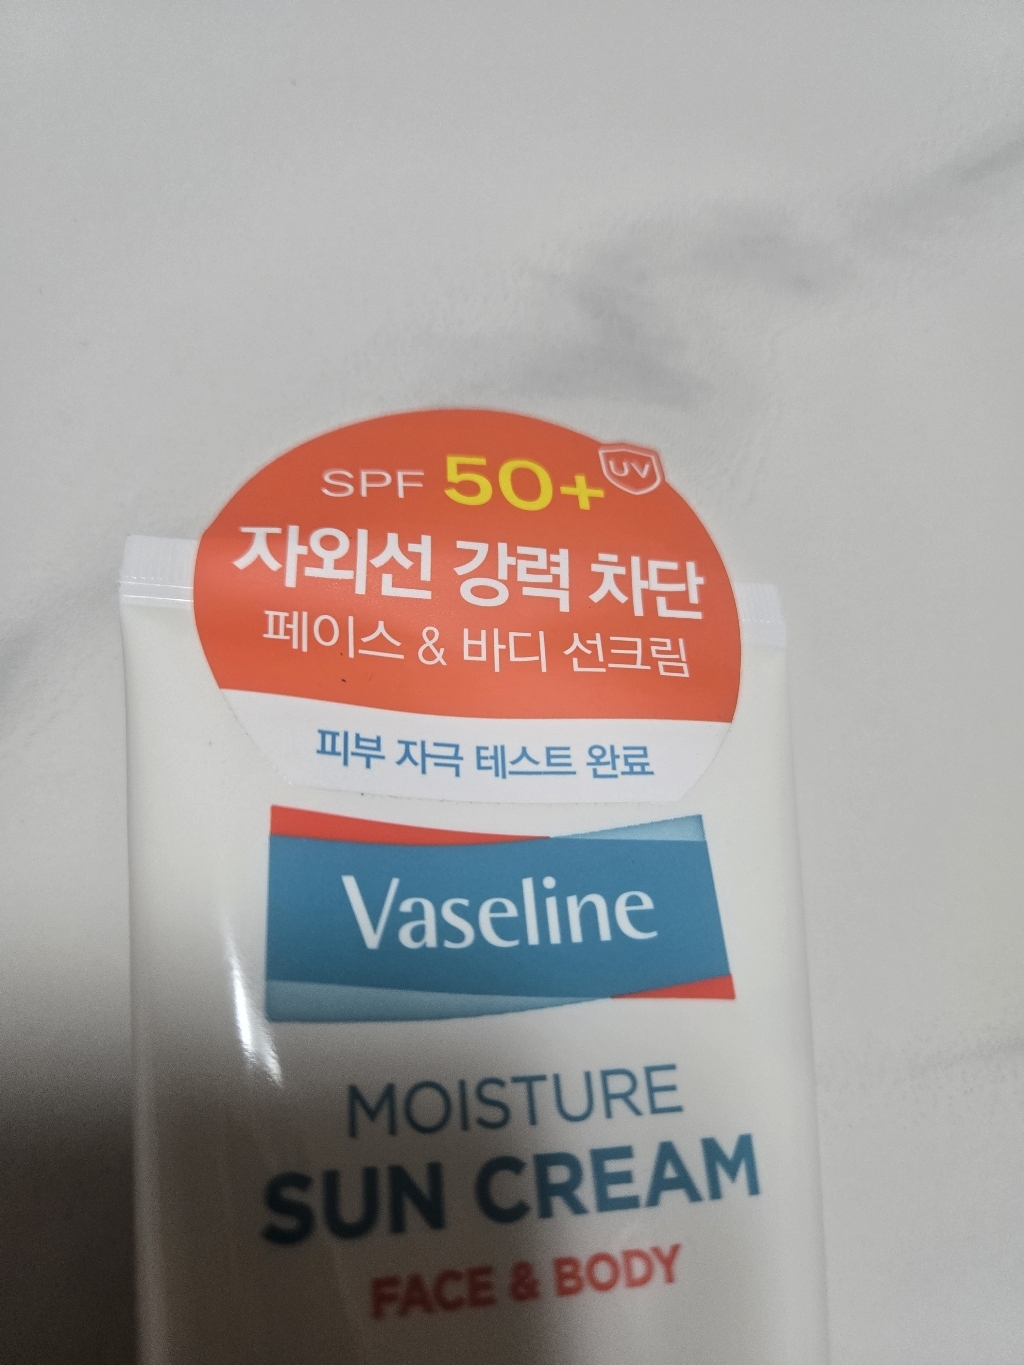 SPF 50+ UV
자외선 강력 차단
페이스 & 바디 선크림
피부 자극 테스트 완료
Vaseline
MOISTURE
SUN CREAM
FACE & BODY